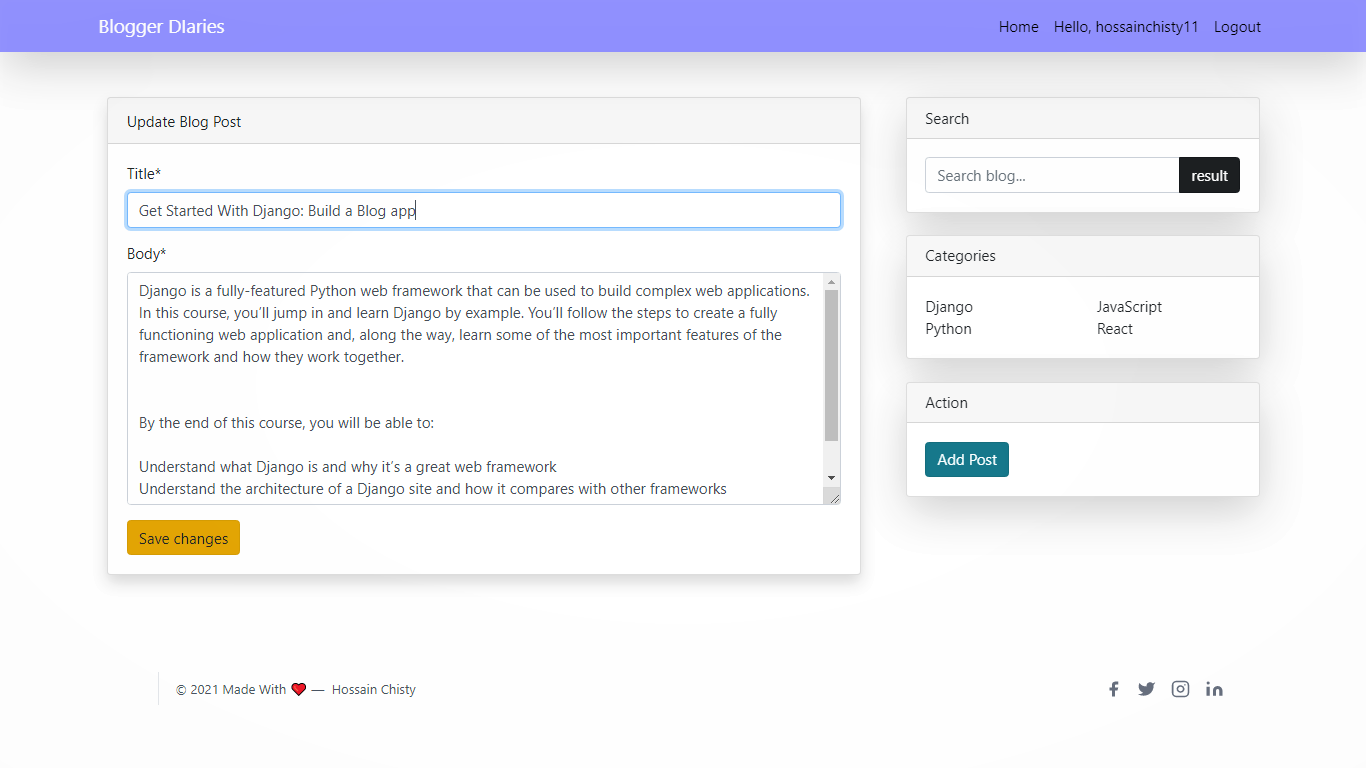 Blogger DIaries
Home Hello, hossainchisty11 Logout
Update Blog Post
Title*
Get Started With Django: Build a Blog app
Body*
Django is a fully-featured Python web framework that can be used to build complex web applications.
In this course, you’ll jump in and learn Django by example. You’ll follow the steps to create a fully
functioning web application and, along the way, learn some of the most important features of the
framework and how they work together.
By the end of this course, you will be able to:
Understand what Django is and why it’s a great web framework
Understand the architecture of a Django site and how it compares with other frameworks
Save changes
Search
Search blog... result
Categories
Django JavaScript
Python React
Action
Add Post
© 2021 Made With ❤ — Hossain Chisty